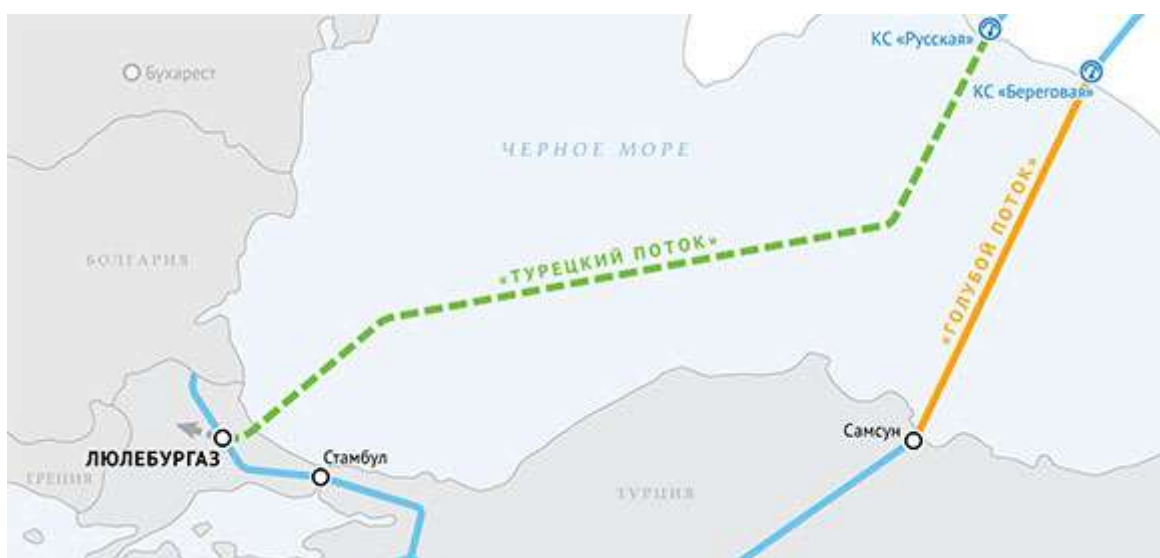 КС «Русская»
Бухарест
КС «Береговая»
ЧЕРНОЕ МОРЕ
«ТУРЕЦКИЙ ПОТОК»
«ГОЛУБОЙ ПОТОК»
БОЛГАРИЯ
Самсун
ЛЮЛЕБУРГАЗ
Стамбул
ГРЕЦИЯ
ТУРЦИЯ